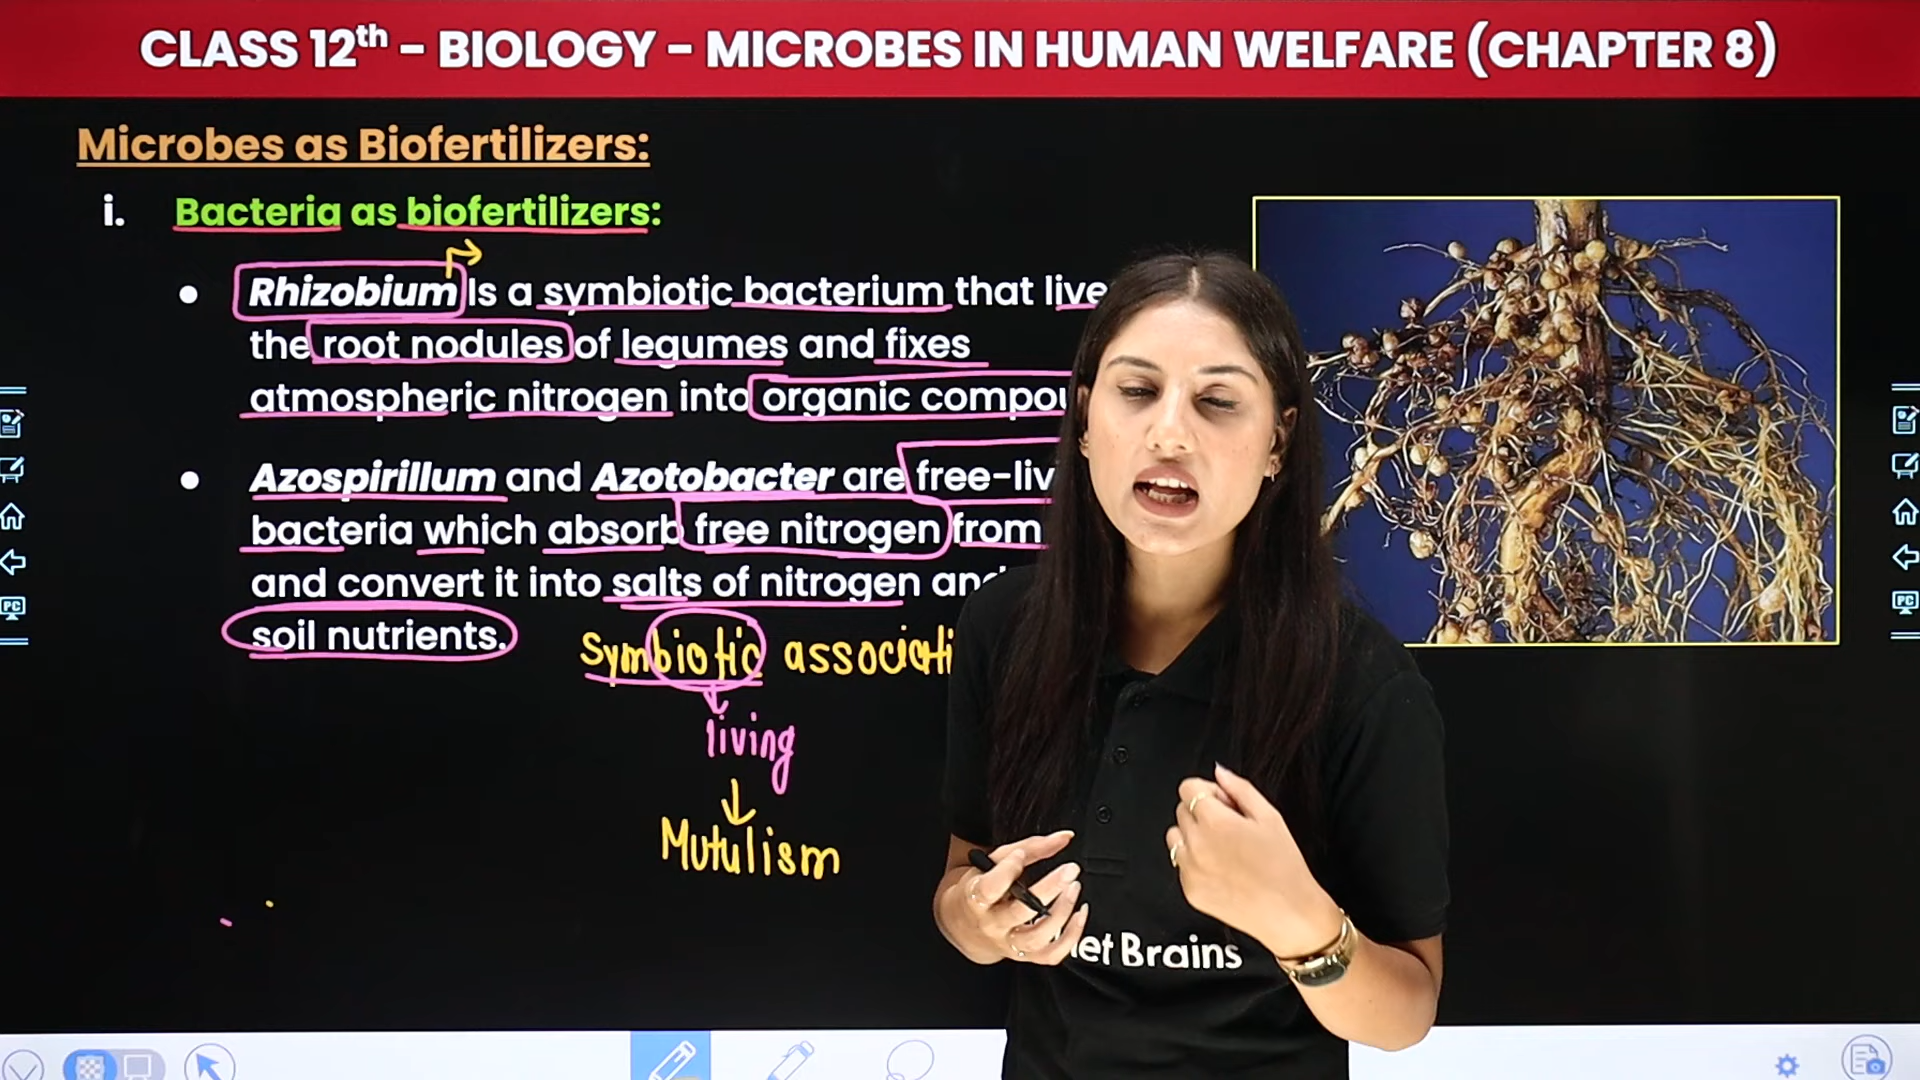 CLASS 12th – BIOLOGY – MICROBES IN HUMAN WELFARE (CHAPTER 8)
Microbes as Biofertilizers:
i. Bacteria as biofertilizers:
• Rhizobium is a symbiotic bacterium that live
the root nodules of legumes and fixes
atmospheric nitrogen into organic compou
• Azospirillum and Azotobacter are free-liv
bacteria which absorb free nitrogen from
and convert it into salts of nitrogen and
soil nutrients.
Symbiotic associati
living
Mutulism
et Brains
PC
PC